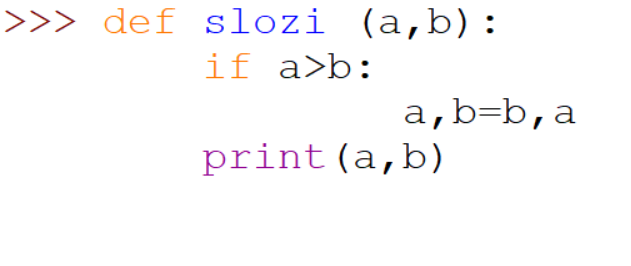 >>> def slozi (a,b):
        if a>b:
                a,b=b,a
        print(a,b)